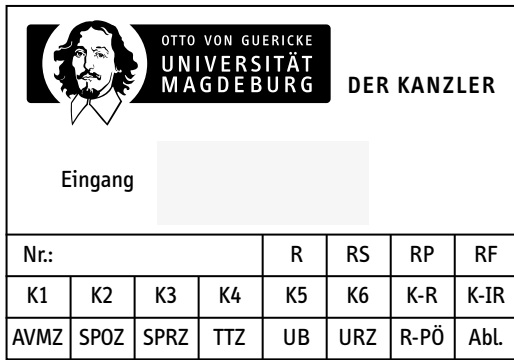 OTTO VON GUERICKE
UNIVERSITÄT
MAGDEBURG
DER KANZLER
Eingang
Nr.: R RS RP RF
K1 K2 K3 K4 K5 K6 K-R K-IR
AVMZ SPOZ SPRZ TTZ UB URZ R-PÖ Abl.